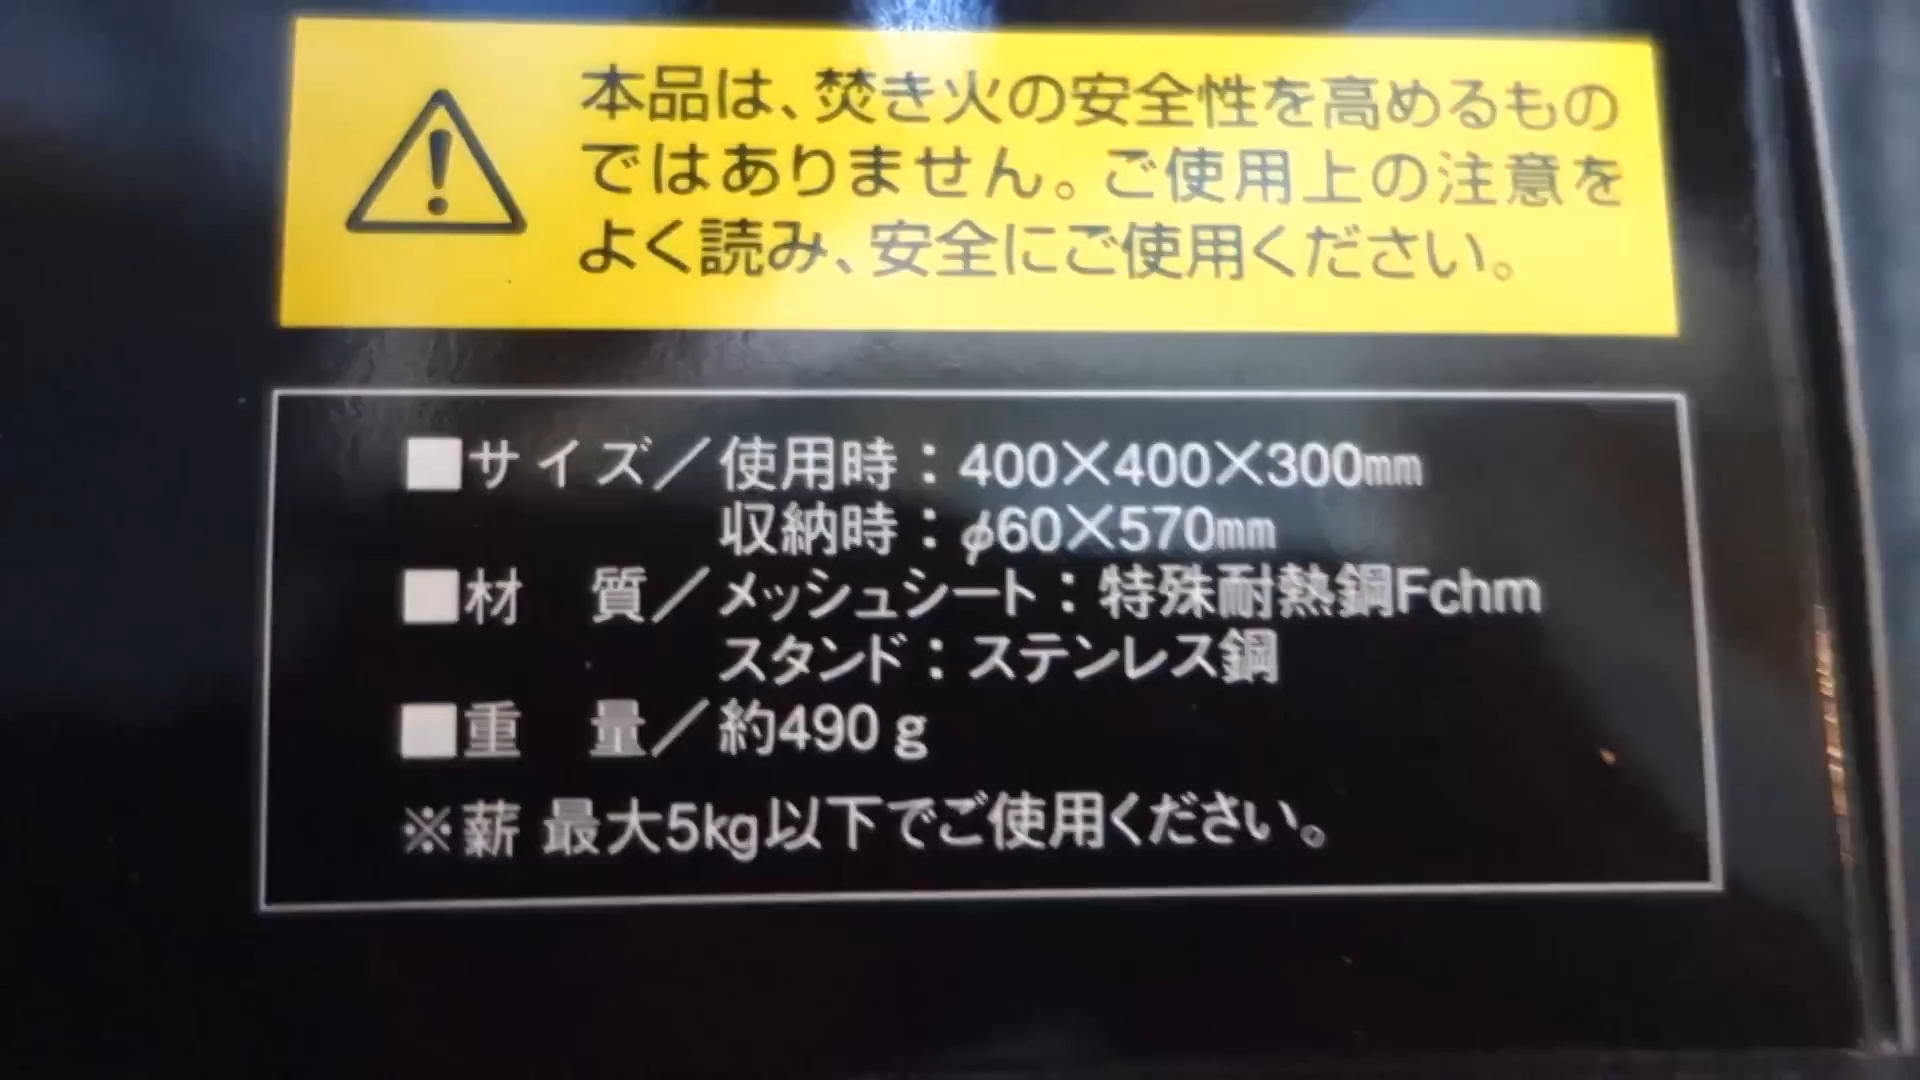 本品は、焚き火の安全性を高めるもの
ではありません。ご使用上の注意を
よく読み、安全にご使用ください。
■サイズ／使用時：400×400×300㎜
収納時：φ60×570㎜
■材　質／メッシュシート：特殊耐熱鋼Fchm
スタンド：ステンレス鋼
■重　量／約490g
※薪 最大5kg以下でご使用ください。